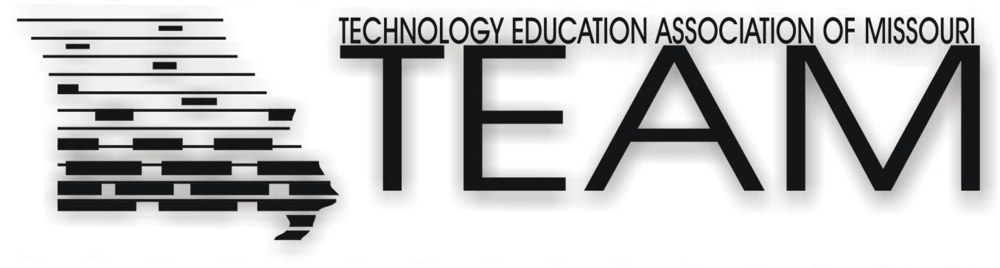 TECHNOLOGY EDUCATION ASSOCIATION OF MISSOURI
TEAM